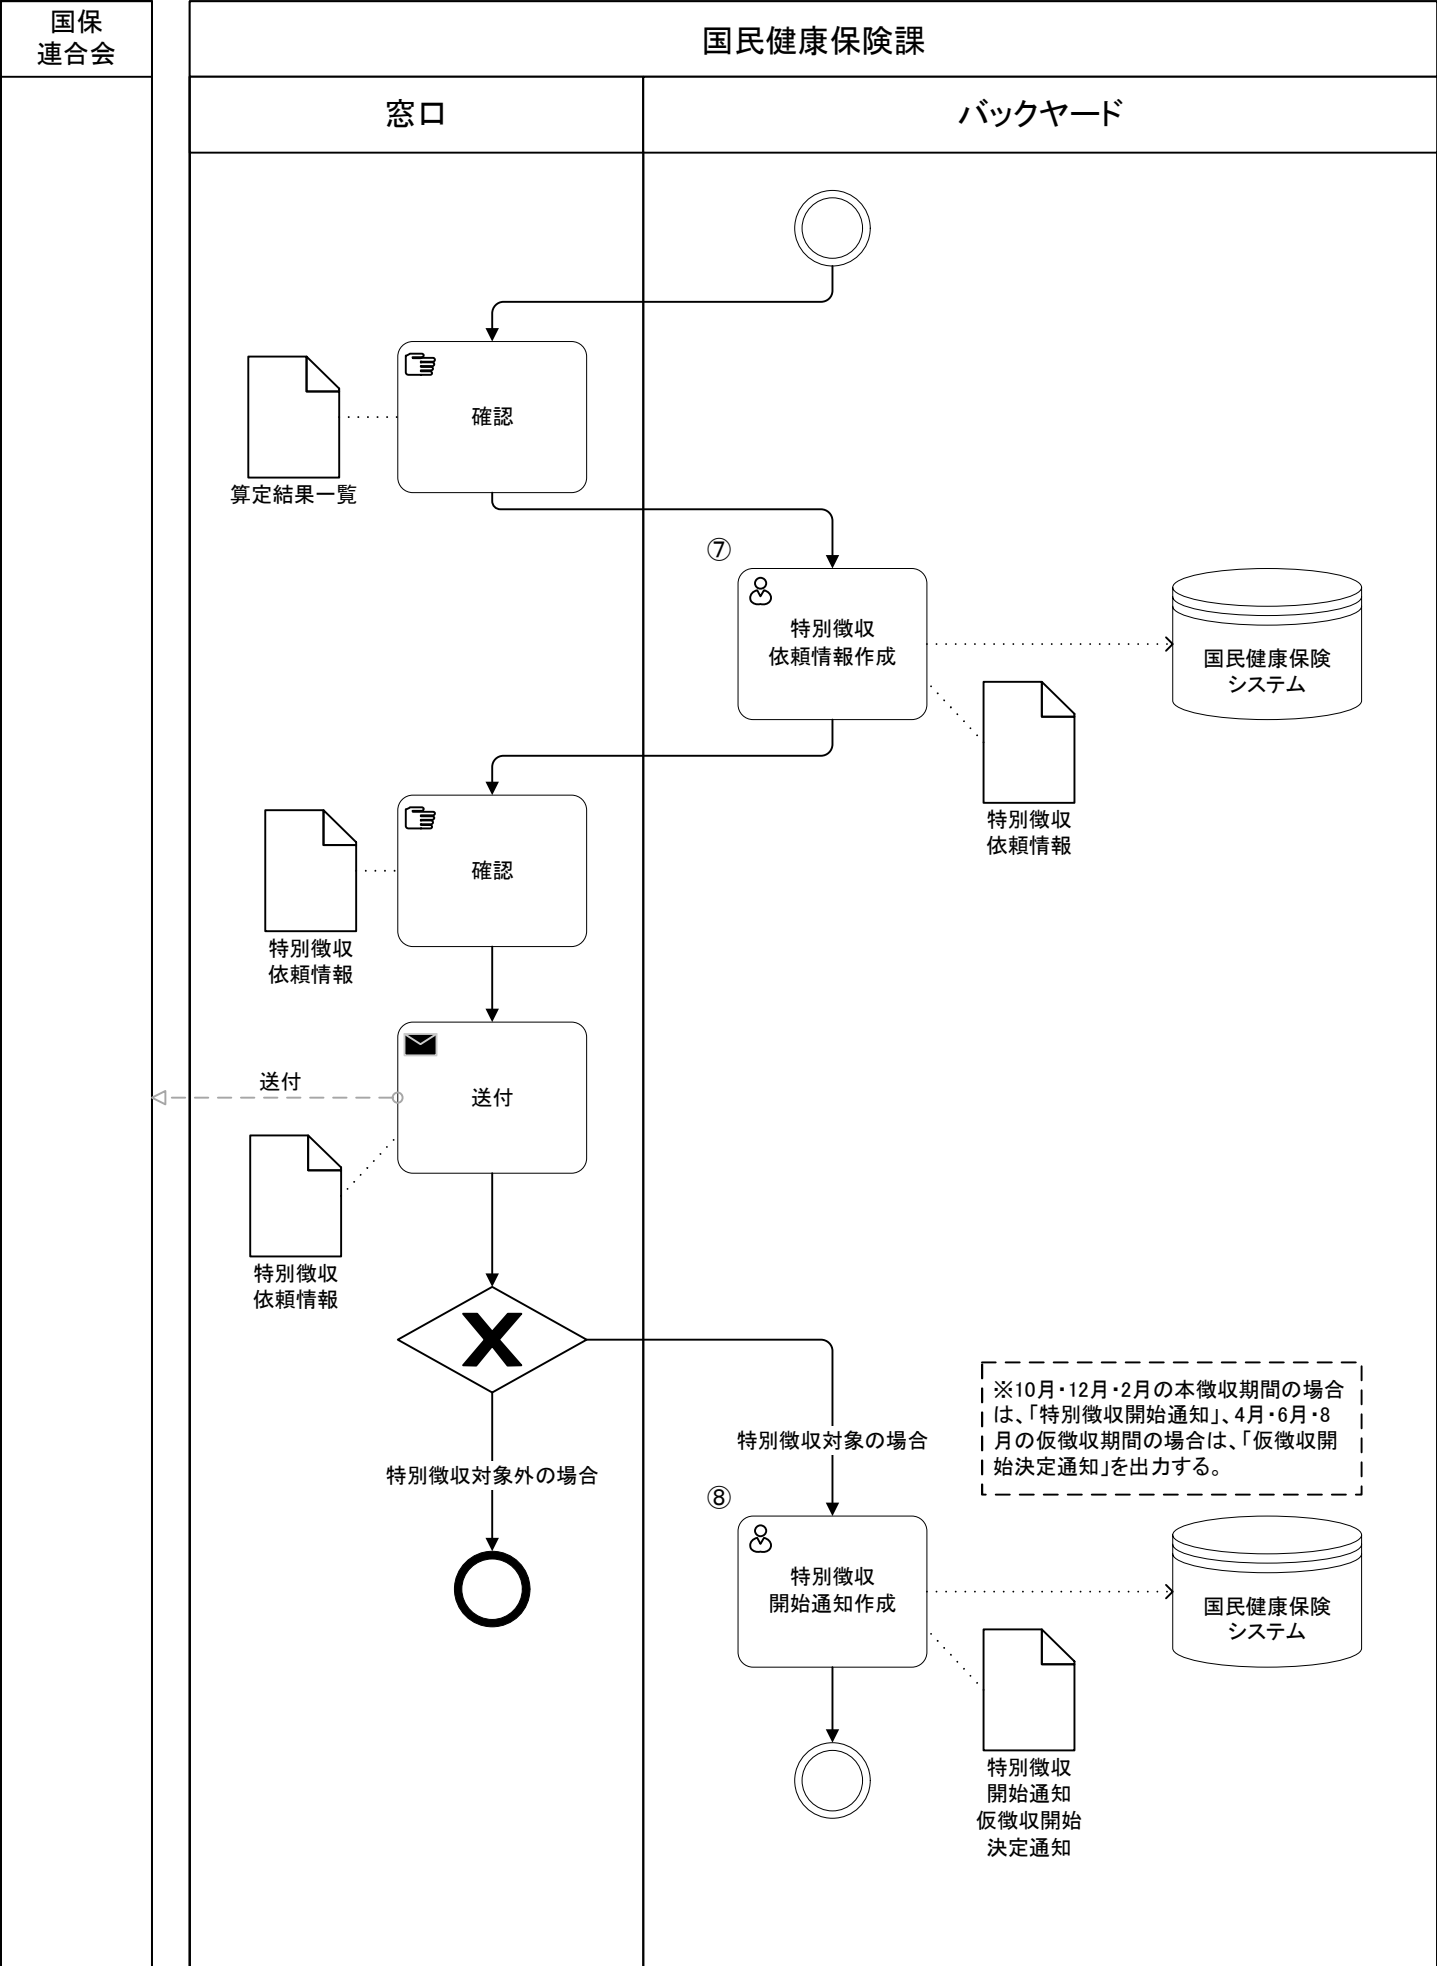 国保
連合会
国民健康保険課
窓口
バックヤード
確認
算定結果一覧
⑦
特別徴収
依頼情報作成
国民健康保険
システム
特別徴収
依頼情報
確認
特別徴収
依頼情報
送付
送付
特別徴収
依頼情報
※10月・12月・2月の本徴収期間の場合
は、「特別徴収開始通知」、4月・6月・8
月の仮徴収期間の場合は、「仮徴収開
始決定通知」を出力する。
特別徴収対象の場合
特別徴収対象外の場合
⑧
特別徴収
開始通知作成
国民健康保険
システム
特別徴収
開始通知
仮徴収開始
決定通知